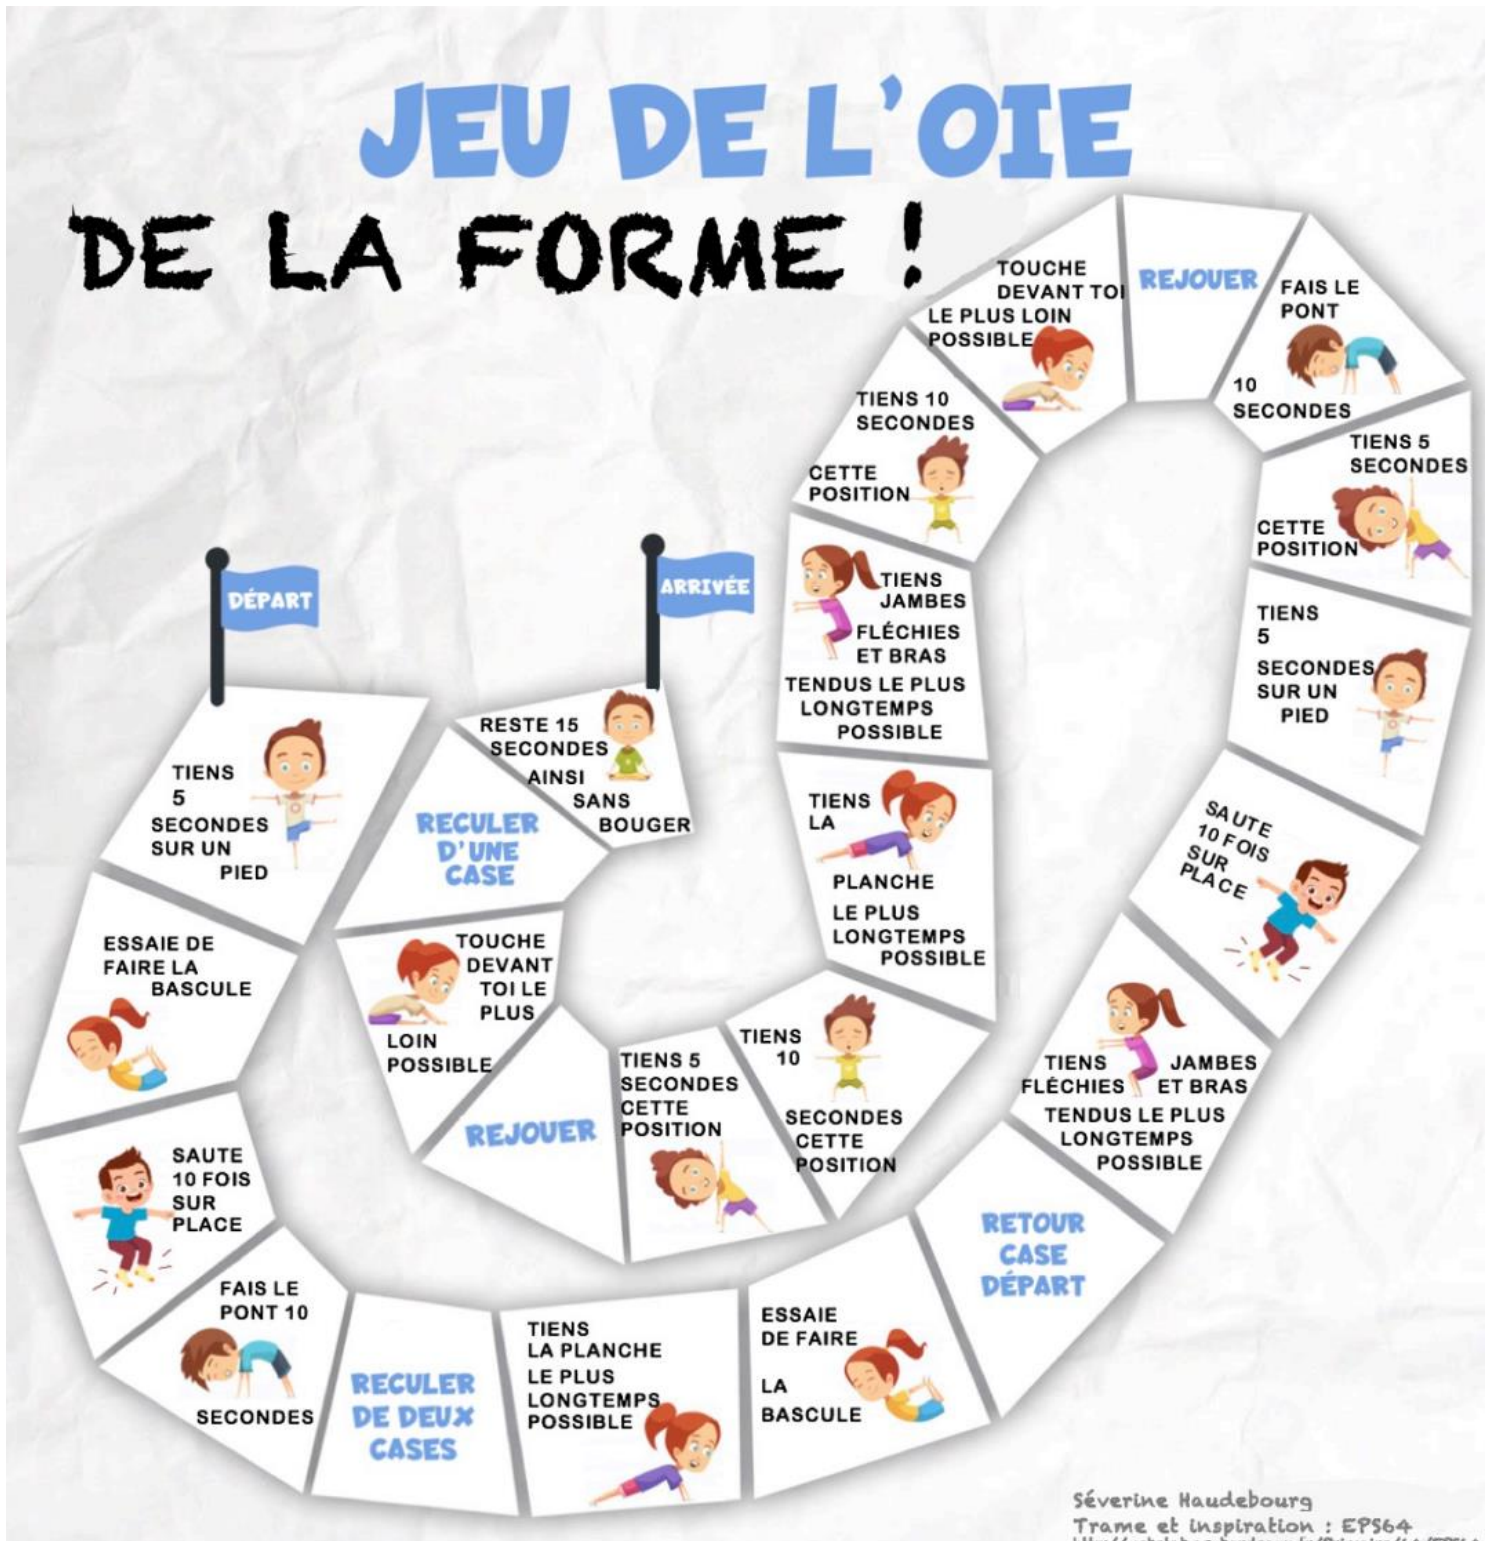 JEU DE L'OIE
DE LA FORME !
DÉPART
TIENS
5
SECONDES
SUR UN
PIED
ESSAIE DE
FAIRE LA
BASCULE
SAUTE
10 FOIS
SUR
PLACE
FAIS LE
PONT 10
SECONDES
RECULER
DE DEUX
CASES
TIENS
LA PLANCHE
LE PLUS
LONGTEMPS
POSSIBLE
ESSAIE
DE FAIRE
LA
BASCULE
RETOUR
CASE
DÉPART
TIENS JAMBES
FLÉCHIES ET BRAS
TENDUS LE PLUS
LONGTEMPS
POSSIBLE
SAUTE
10 FOIS
SUR
PLACE
TIENS
5
SECONDES
SUR UN
PIED
TIENS 5
SECONDES
CETTE
POSITION
FAIS LE
PONT
10
SECONDES
REJOUER
TOUCHE
DEVANT TOI
LE PLUS LOIN
POSSIBLE
TIENS 10
SECONDES
CETTE
POSITION
TIENS
JAMBES
FLÉCHIES
ET BRAS
TENDUS LE PLUS
LONGTEMPS
POSSIBLE
TIENS
LA
PLANCHE
LE PLUS
LONGTEMPS
POSSIBLE
TIENS
10
SECONDES
CETTE
POSITION
TIENS 5
SECONDES
CETTE
POSITION
REJOUER
TOUCHE
DEVANT
TOI LE
PLUS
LOIN
POSSIBLE
RECULER
D'UNE
CASE
RESTE 15
SECONDES
AINSI
SANS
BOUGER
ARRIVÉE
Séverine Haudebourg
Trame et inspiration : EPS64